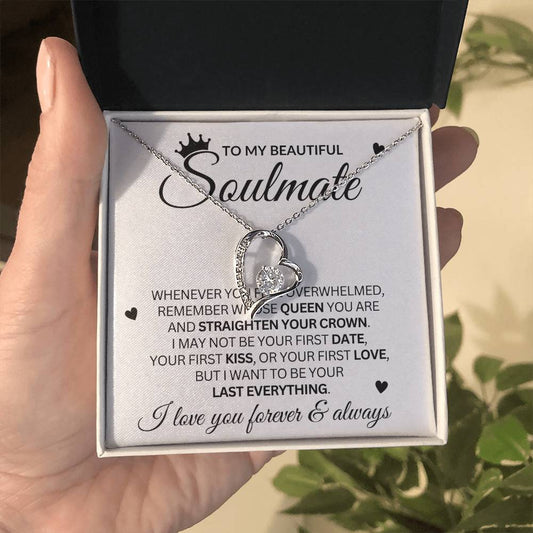 TO MY BEAUTIFUL
Soulmate
WHENEVER YOU OVERWHELMED,
REMEMBER QUEEN YOU ARE
AND STRAIGHTEN YOUR CROWN.
I MAY NOT BE YOUR FIRST DATE,
YOUR FIRST KISS, OR YOUR FIRST LOVE,
BUT I WANT TO BE YOUR
LAST EVERYTHING.
I love you forever & always